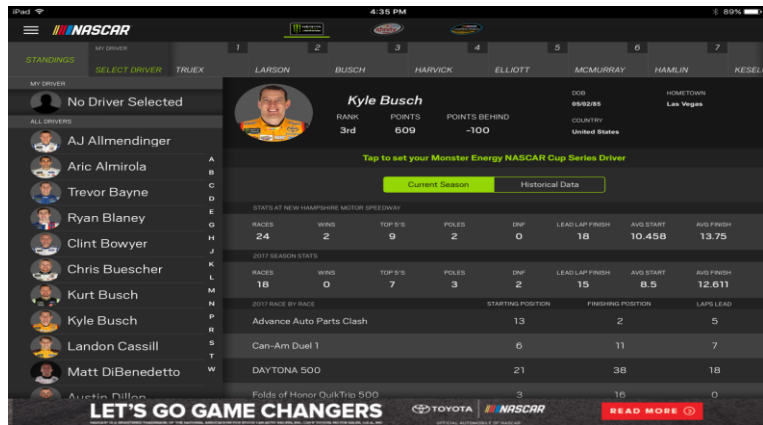 iPad 4:35 PM 89%
NASCAR
STANDINGS MY DRIVER 1 2 3 4 5 6 7
SELECT DRIVER TRUEX LARSON BUSCH HARVICK ELLIOTT MCMURRAY HAMLIN KESEL
MY DRIVER
No Driver Selected
ALL DRIVERS
AJ Allmendinger
Aric Almirola
Trevor Bayne
Ryan Blaney
Clint Bowyer
Chris Buescher
Kurt Busch
Kyle Busch
Landon Cassill
Matt DiBenedetto
Austin Dillon
A
B
C
D
E
G
H
J
K
L
M
N
P
R
S
T
W
Kyle Busch
RANK POINTS POINTS BEHIND
3rd 609 -100
DOB HOMETOWN
05/02/85 Las Vegas
COUNTRY
United States
Tap to set your Monster Energy NASCAR Cup Series Driver
Current Season Historical Data
STATS AT NEW HAMPSHIRE MOTOR SPEEDWAY
RACES WINS TOP 5'S POLES DNF LEAD LAP FINISH AVG START AVG FINISH
24 2 9 2 0 18 10.458 13.75
2017 SEASON STATS
RACES WINS TOP 5'S POLES DNF LEAD LAP FINISH AVG START AVG FINISH
18 0 7 3 2 15 8.5 12.611
2017 RACE BY RACE STARTING POSITION FINISHING POSITION LAPS LEAD
Advance Auto Parts Clash 13 2 5
Can-Am Duel 1 6 11 7
DAYTONA 500 21 38 18
Folds of Honor QuikTrip 500 3 16 0
LET'S GO GAME CHANGERS TOYOTA NASCAR READ MORE
OFFICIAL AUTOMOBILE OF NASCAR